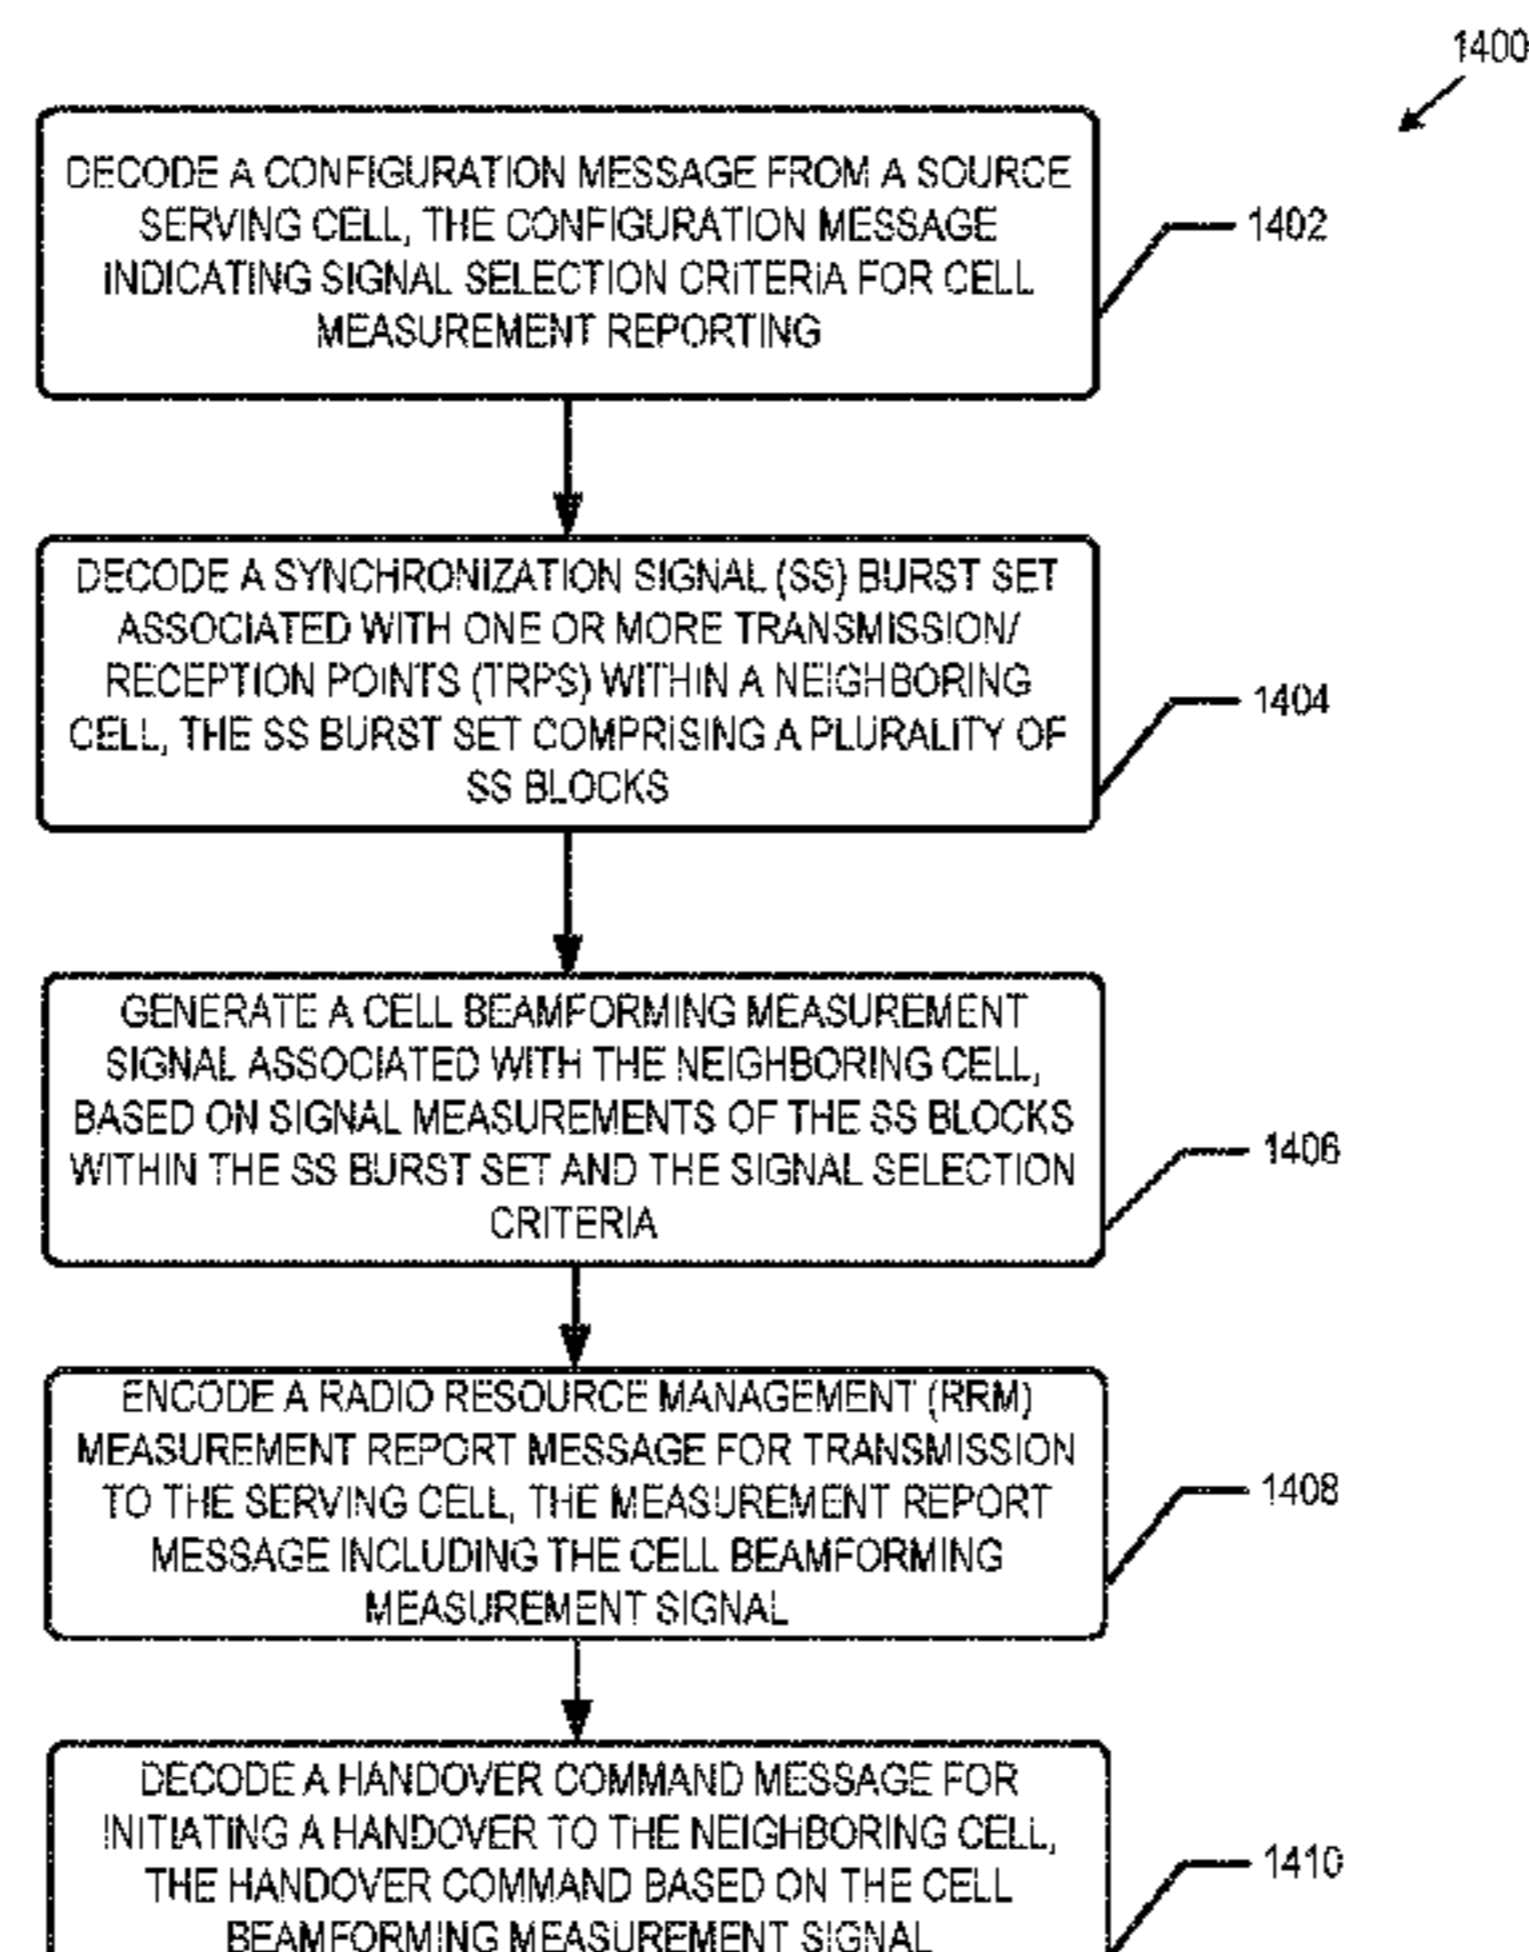 1400
DECODE A CONFIGURATION MESSAGE FROM A SOURCE
SERVING CELL, THE CONFIGURATION MESSAGE
INDICATING SIGNAL SELECTION CRITERIA FOR CELL
MEASUREMENT REPORTING
1402
DECODE A SYNCHRONIZATION SIGNAL (SS) BURST SET
ASSOCIATED WITH ONE OR MORE TRANSMISSION/
RECEPTION POINTS (TRPS) WITHIN A NEIGHBORING
CELL, THE SS BURST SET COMPRISING A PLURALITY OF
SS BLOCKS
1404
GENERATE A CELL BEAMFORMING MEASUREMENT
SIGNAL ASSOCIATED WITH THE NEIGHBORING CELL,
BASED ON SIGNAL MEASUREMENTS OF THE SS BLOCKS
WITHIN THE SS BURST SET AND THE SIGNAL SELECTION
CRITERIA
1406
ENCODE A RADIO RESOURCE MANAGEMENT (RRM)
MEASUREMENT REPORT MESSAGE FOR TRANSMISSION
TO THE SERVING CELL, THE MEASUREMENT REPORT
MESSAGE INCLUDING THE CELL BEAMFORMING
MEASUREMENT SIGNAL
1408
DECODE A HANDOVER COMMAND MESSAGE FOR
INITIATING A HANDOVER TO THE NEIGHBORING CELL,
THE HANDOVER COMMAND BASED ON THE CELL
BEAMFORMING MEASUREMENT SIGNAL
1410